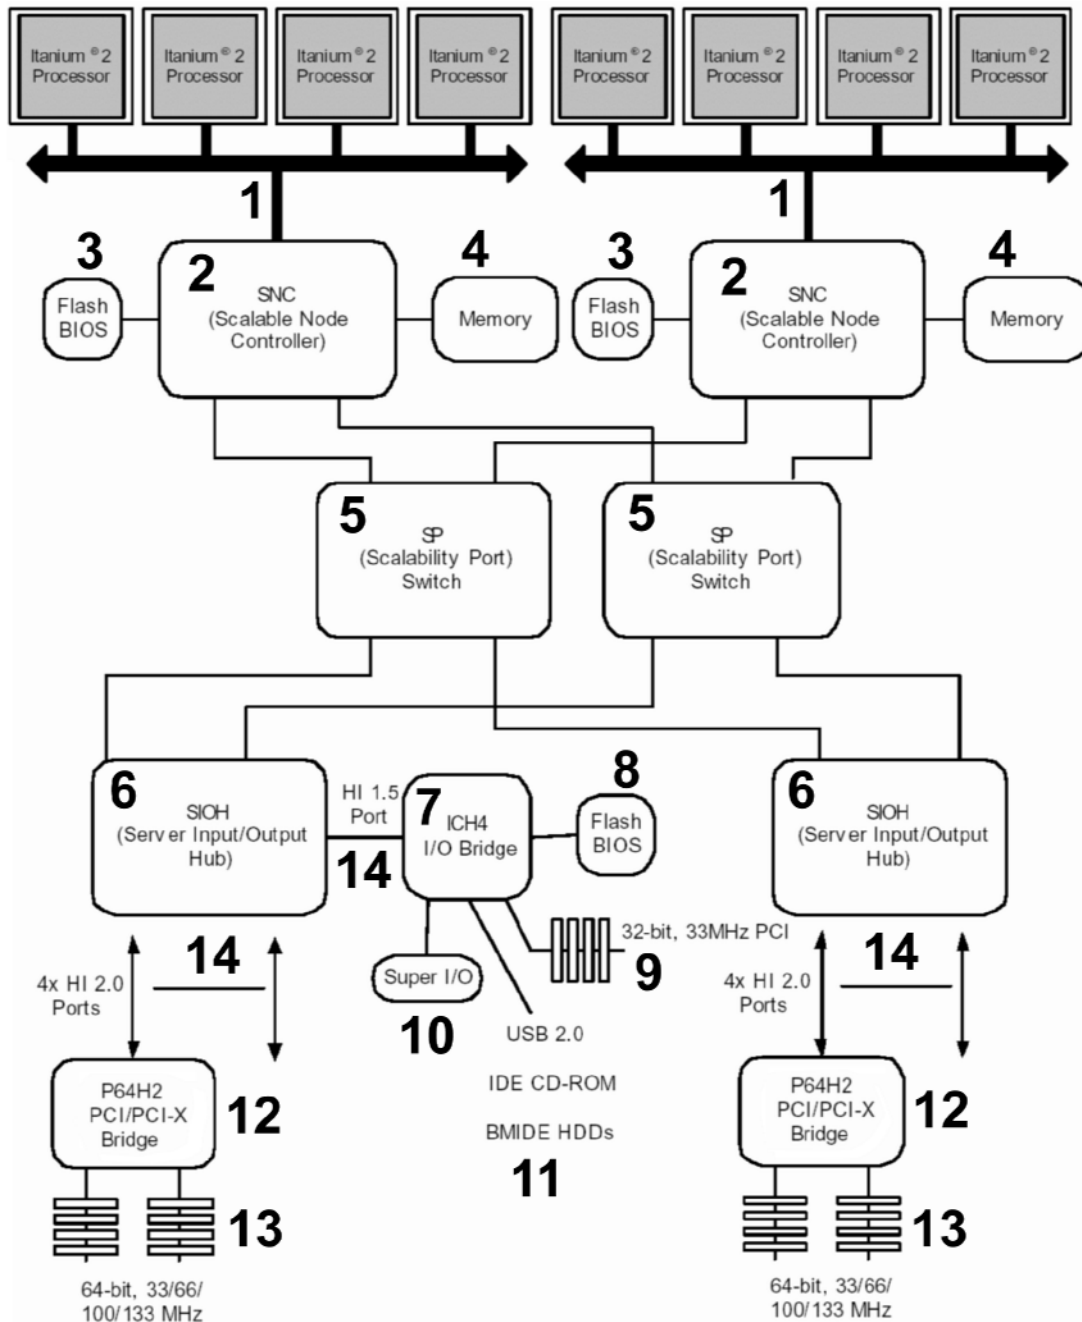 Itanium ® 2
Processor
Itanium ® 2
Processor
Itanium ® 2
Processor
Itanium ® 2
Processor
Itanium ® 2
Processor
Itanium ® 2
Processor
Itanium ® 2
Processor
Itanium ® 2
Processor
1
1
3
Flash
BIOS
2
SNC
(Scalable Node
Controller)
4
Memory
3
Flash
BIOS
2
SNC
(Scalable Node
Controller)
4
Memory
5
SP
(Scalability Port)
Switch
5
SP
(Scalability Port)
Switch
6
SIOH
(Server Input/Output
Hub)
HI 1.5
Port
14
7
ICH4
I/O Bridge
8
Flash
BIOS
6
SIOH
(Server Input/Output
Hub)
32-bit, 33MHz PCI
9
Super I/O
10
USB 2.0
IDE CD-ROM
BMIDE HDDs
11
14
4x HI 2.0
Ports
14
4x HI 2.0
Ports
P64H2
PCI/PCI-X
Bridge
12
P64H2
PCI/PCI-X
Bridge
12
13
64-bit, 33/66/
100/133 MHz
13
64-bit, 33/66/
100/133 MHz